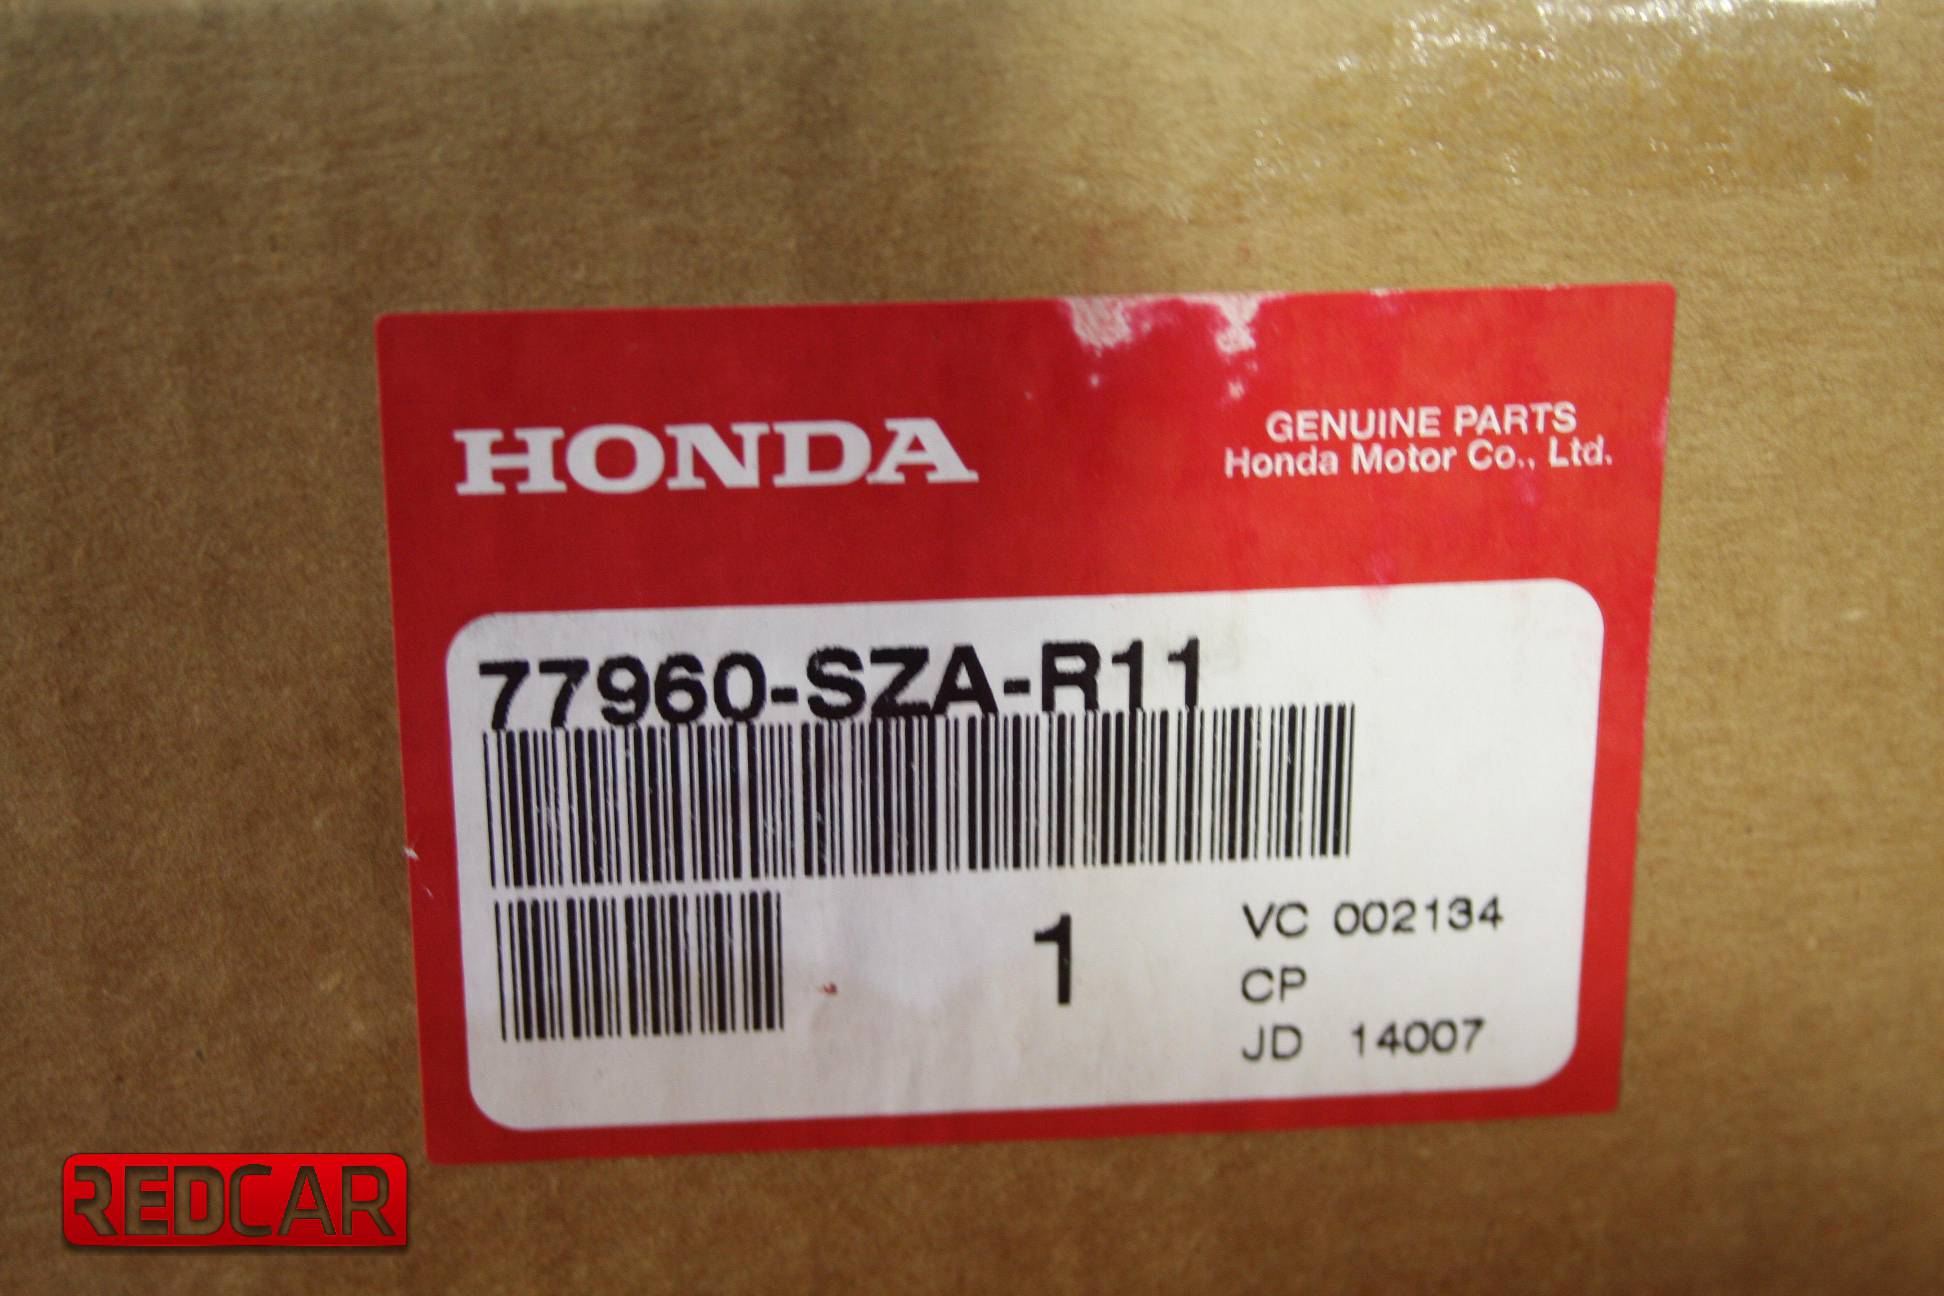 HONDA
GENUINE PARTS
Honda Motor Co., Ltd.
77960-SZA-R11
1
VC 002134
CP
JD 14007
REDCAR